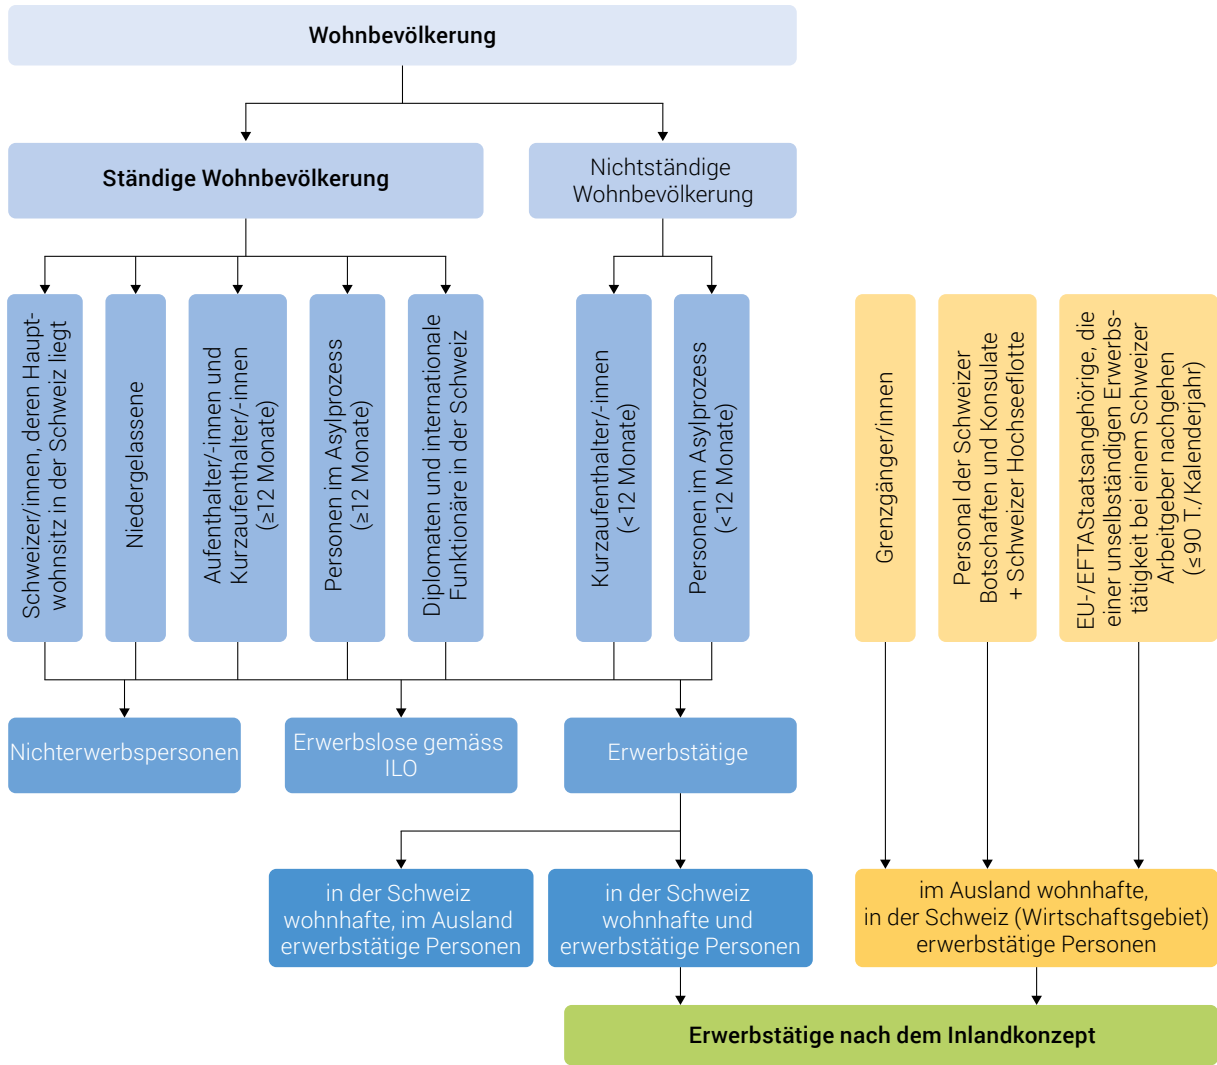 Wohnbevölkerung
Ständige Wohnbevölkerung
Nichtständige
Wohnbevölkerung
Schweizer/innen, deren Haupt-
wohnsitz in der Schweiz liegt
Niedergelassene
Aufenthalter/-innen und
Kurzaufenthalter/-innen
(≥12 Monate)
Personen im Asylprozess
(≥12 Monate)
Diplomaten und internationale
Funktionäre in der Schweiz
Kurzaufenthalter/-innen
(<12 Monate)
Personen im Asylprozess
(<12 Monate)
Grenzgänger/innen
Personal der Schweizer
Botschaften und Konsulate
+ Schweizer Hochseeflotte
EU-/EFTAStaatsangehörige, die
einer unselbständigen Erwerbs-
tätigkeit bei einem Schweizer
Arbeitgeber nachgehen
(≤90 T./Kalenderjahr)
Nichterwerbspersonen
Erwerbslose gemäss
ILO
Erwerbstätige
in der Schweiz
wohnhafte, im Ausland
erwerbstätige Personen
in der Schweiz
wohnhafte und
erwerbstätige Personen
im Ausland wohnhafte,
in der Schweiz (Wirtschaftsgebiet)
erwerbstätige Personen
Erwerbstätige nach dem Inlandkonzept